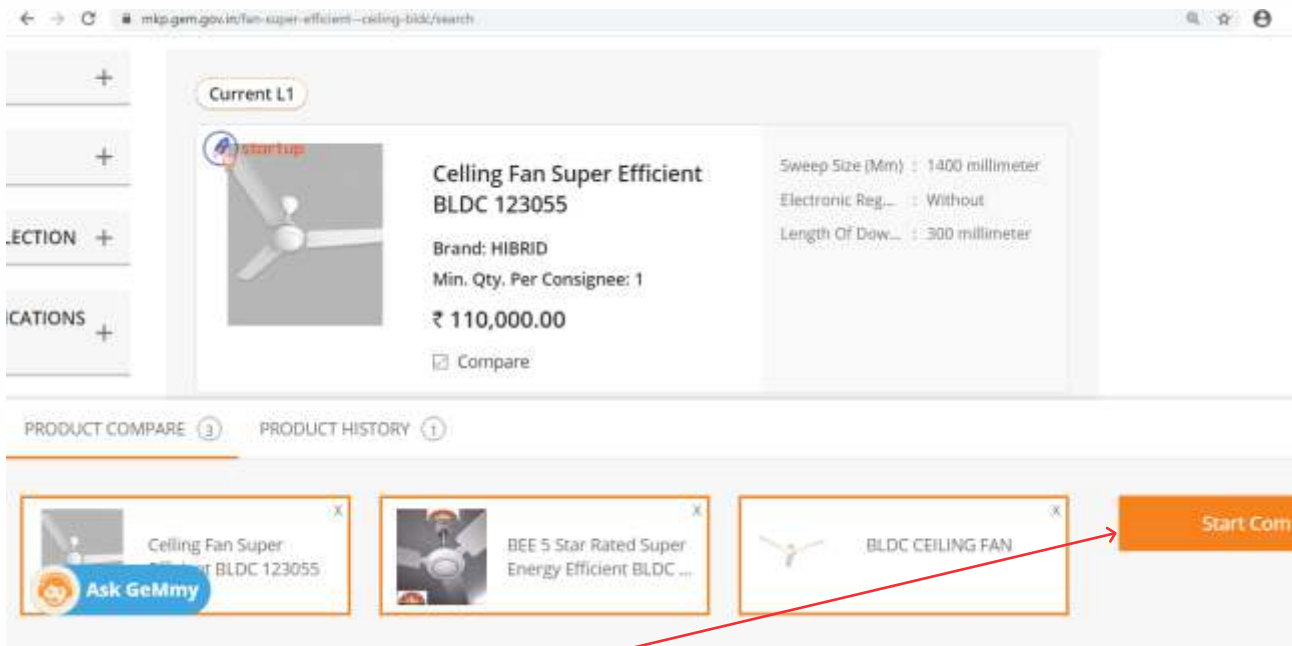 mkp.gem.gov.in/fan-super-efficient--ceiling-bldc/search
+
Current L1
startup
+
Celling Fan Super Efficient
BLDC 123055
Sweep Size (Mm) : 1400 millimeter
Electronic Reg... : Without
Length Of Dow... : 300 millimeter
LECTION +
Brand: HIBRID
Min. Qty. Per Consignee: 1
₹ 110,000.00
ICATIONS +
Compare
PRODUCT COMPARE 3
PRODUCT HISTORY 1
X
Celling Fan Super
Efficient BLDC 123055
X
BEE 5 Star Rated Super
Energy Efficient BLDC ...
X
BLDC CEILING FAN
Start Com
Ask GeMmy